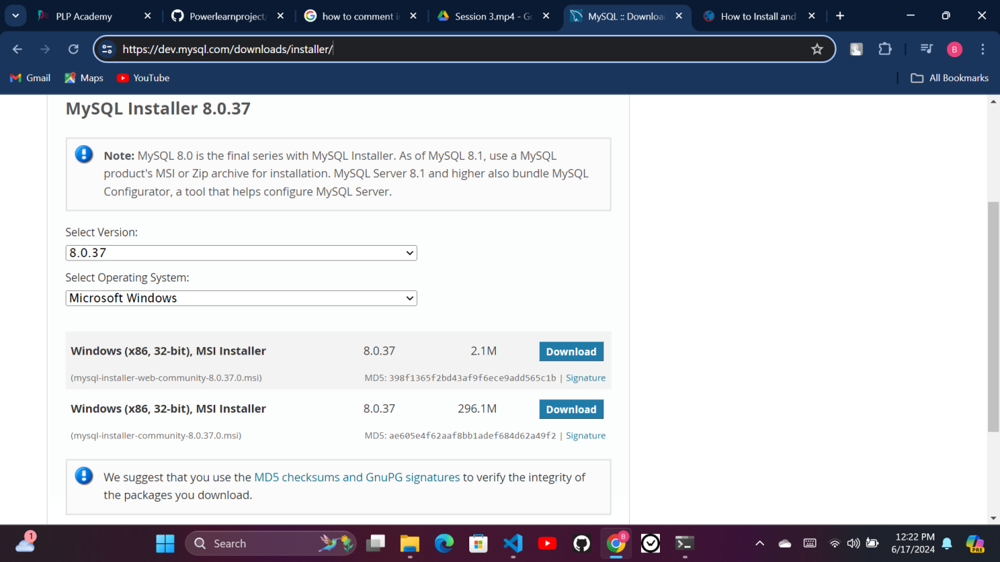 PLP Academy
Powerlearnproject/
how to comment i
Session 3.mp4 - Go
MySQL :: Downloa
How to Install and
https://dev.mysql.com/downloads/installer/
B
Gmail
Maps
YouTube
All Bookmarks
MySQL Installer 8.0.37
Note: MySQL 8.0 is the final series with MySQL Installer. As of MySQL 8.1, use a MySQL
product's MSI or Zip archive for installation. MySQL Server 8.1 and higher also bundle MySQL
Configurator, a tool that helps configure MySQL Server.
Select Version:
8.0.37
Select Operating System:
Microsoft Windows
Windows (x86, 32-bit), MSI Installer 8.0.37 2.1M Download
(mysql-installer-web-community-8.0.37.0.msi) MD5: 398f1365f2bd43af9f6ece9add565c1b | Signature
Windows (x86, 32-bit), MSI Installer 8.0.37 296.1M Download
(mysql-installer-community-8.0.37.0.msi) MD5: ae605e4f62aaf8bb1adef684d62a49f2 | Signature
We suggest that you use the MD5 checksums and GnuPG signatures to verify the integrity of
the packages you download.
1
Search
B
12:22 PM
6/17/2024
PRE